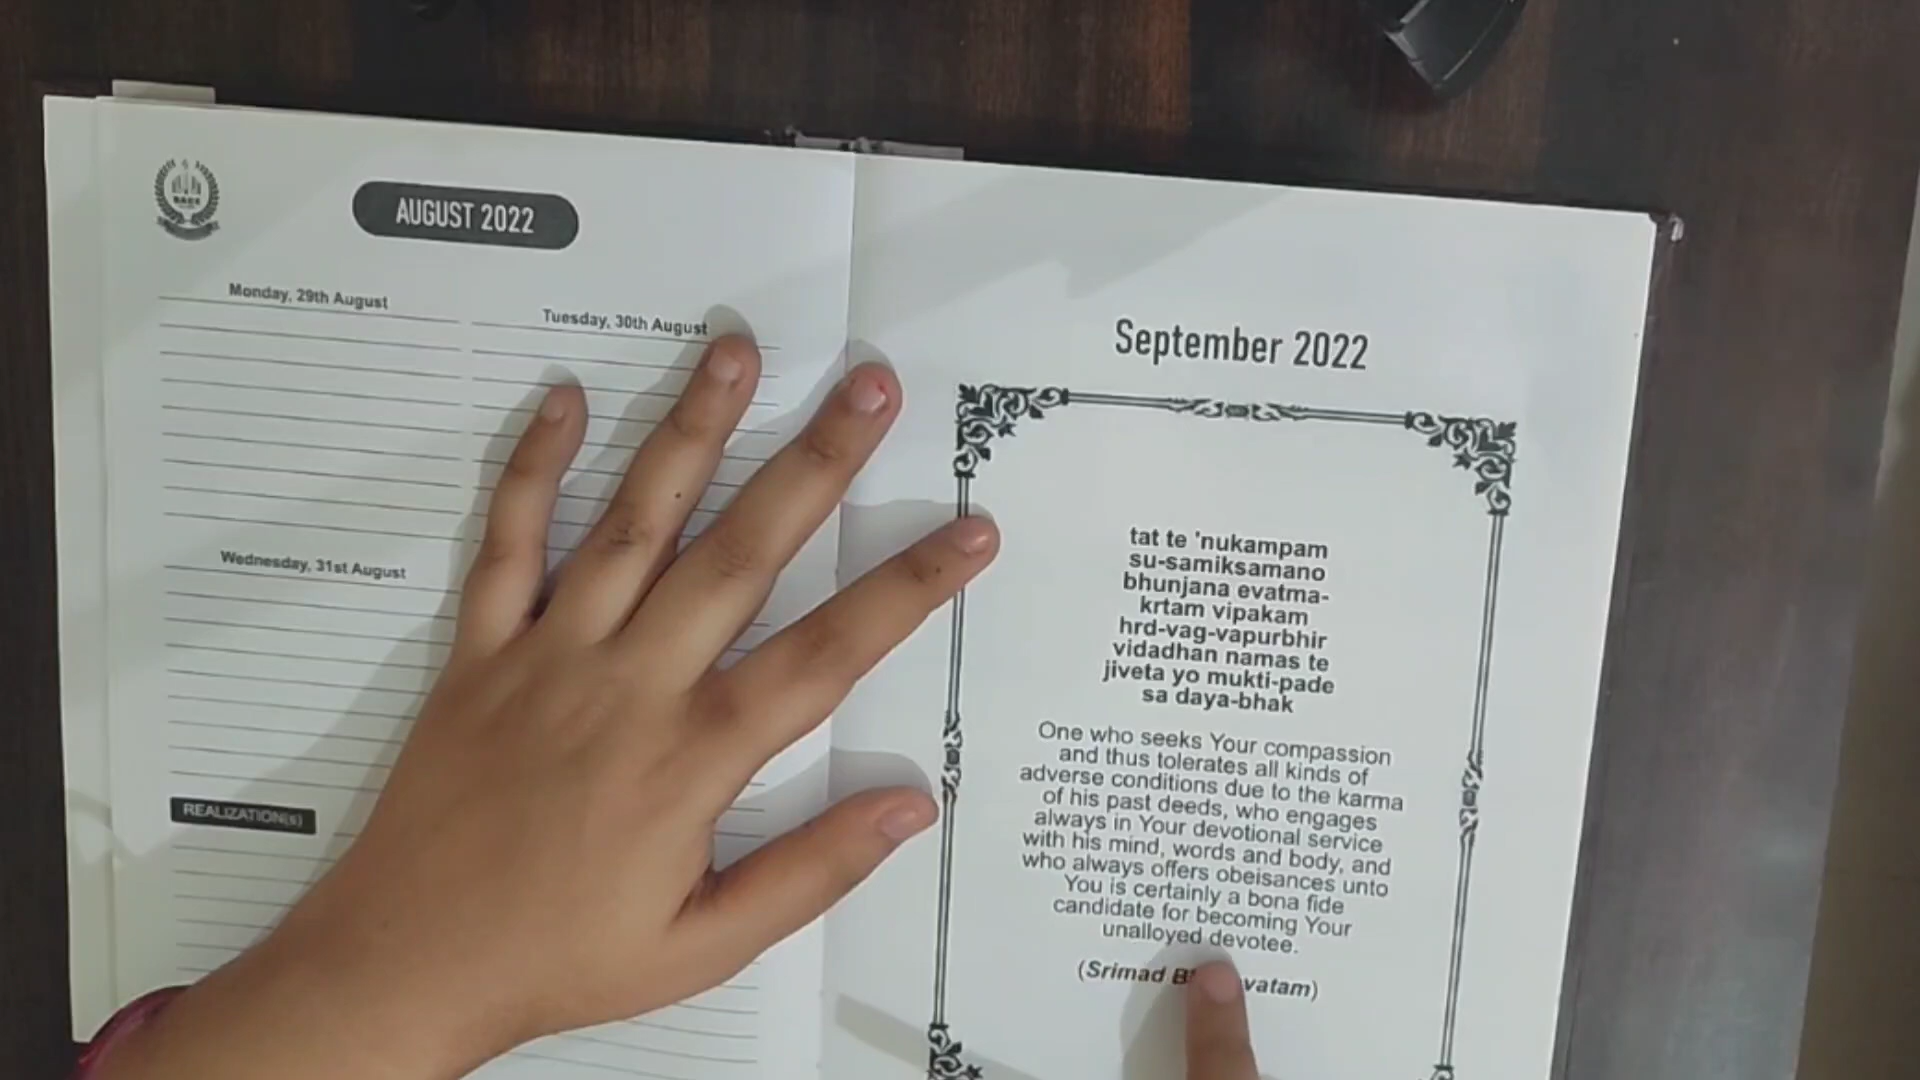 BACE
AUGUST 2022
Monday, 29th August
Tuesday, 30th August
Wednesday, 31st August
REALIZATION(s)
September 2022
tat te 'nukampam
su-samiksamano
bhunjana evatma-
krtam vipakam
hrd-vag-vapurbhir
vidadhan namas te
jiveta yo mukti-pade
sa daya-bhak
One who seeks Your compassion
and thus tolerates all kinds of
adverse conditions due to the karma
of his past deeds, who engages
always in Your devotional service
with his mind, words and body, and
who always offers obeisances unto
You is certainly a bona fide
candidate for becoming Your
unalloyed devotee.
(Srimad B vatam)